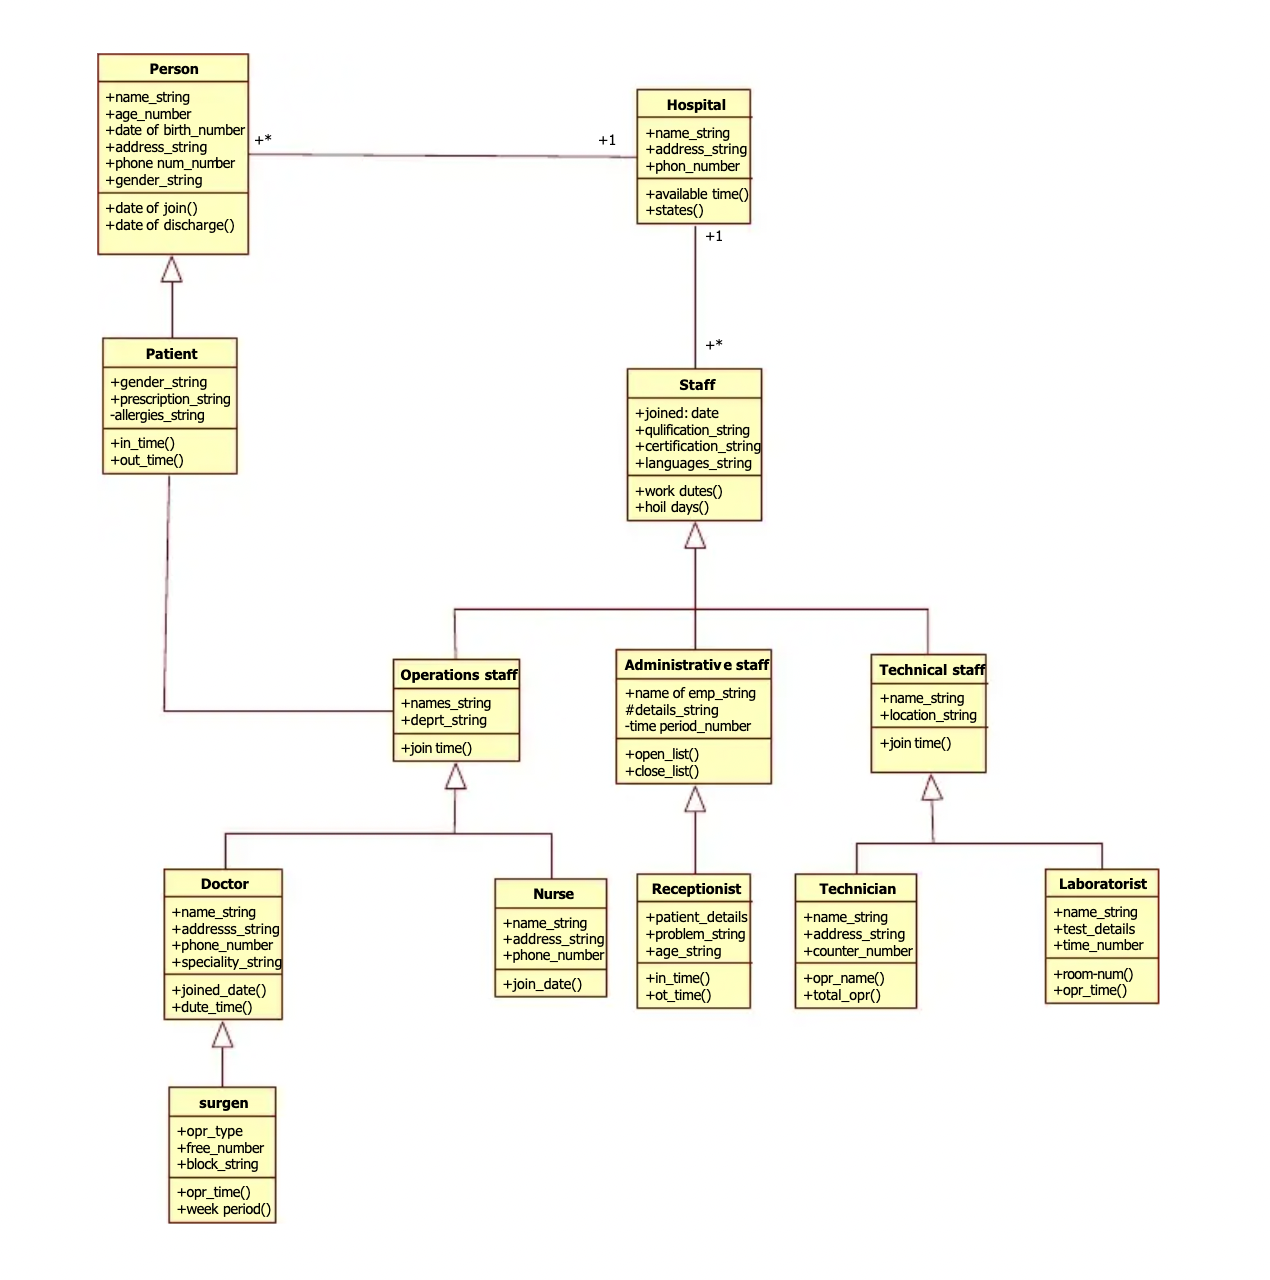 Person
+name_string
+age_number
+date of birth_number
+address_string
+phone num_number
+gender_string
+date of join()
+date of discharge()
+*
+1
Hospital
+name_string
+address_string
+phon_number
+available time()
+states()
+1
+*
Patient
+gender_string
+prescription_string
-allergies_string
+in_time()
+out_time()
Staff
+joined: date
+qulification_string
+certification_string
+languages_string
+work dutes()
+hoil days()
Operations staff
+names_string
+deprt_string
+join time()
Administrative staff
+name of emp_string
#details_string
-time period_number
+open_list()
+close_list()
Technical staff
+name_string
+location_string
+join time()
Doctor
+name_string
+addresss_string
+phone_number
+speciality_string
+joined_date()
+dute_time()
Nurse
+name_string
+address_string
+phone_number
+join_date()
Receptionist
+patient_details
+problem_string
+age_string
+in_time()
+ot_time()
Technician
+name_string
+address_string
+counter_number
+opr_name()
+total_opr()
Laboratorist
+name_string
+test_details
+time_number
+room-num()
+opr_time()
surgen
+opr_type
+free_number
+block_string
+opr_time()
+week period()